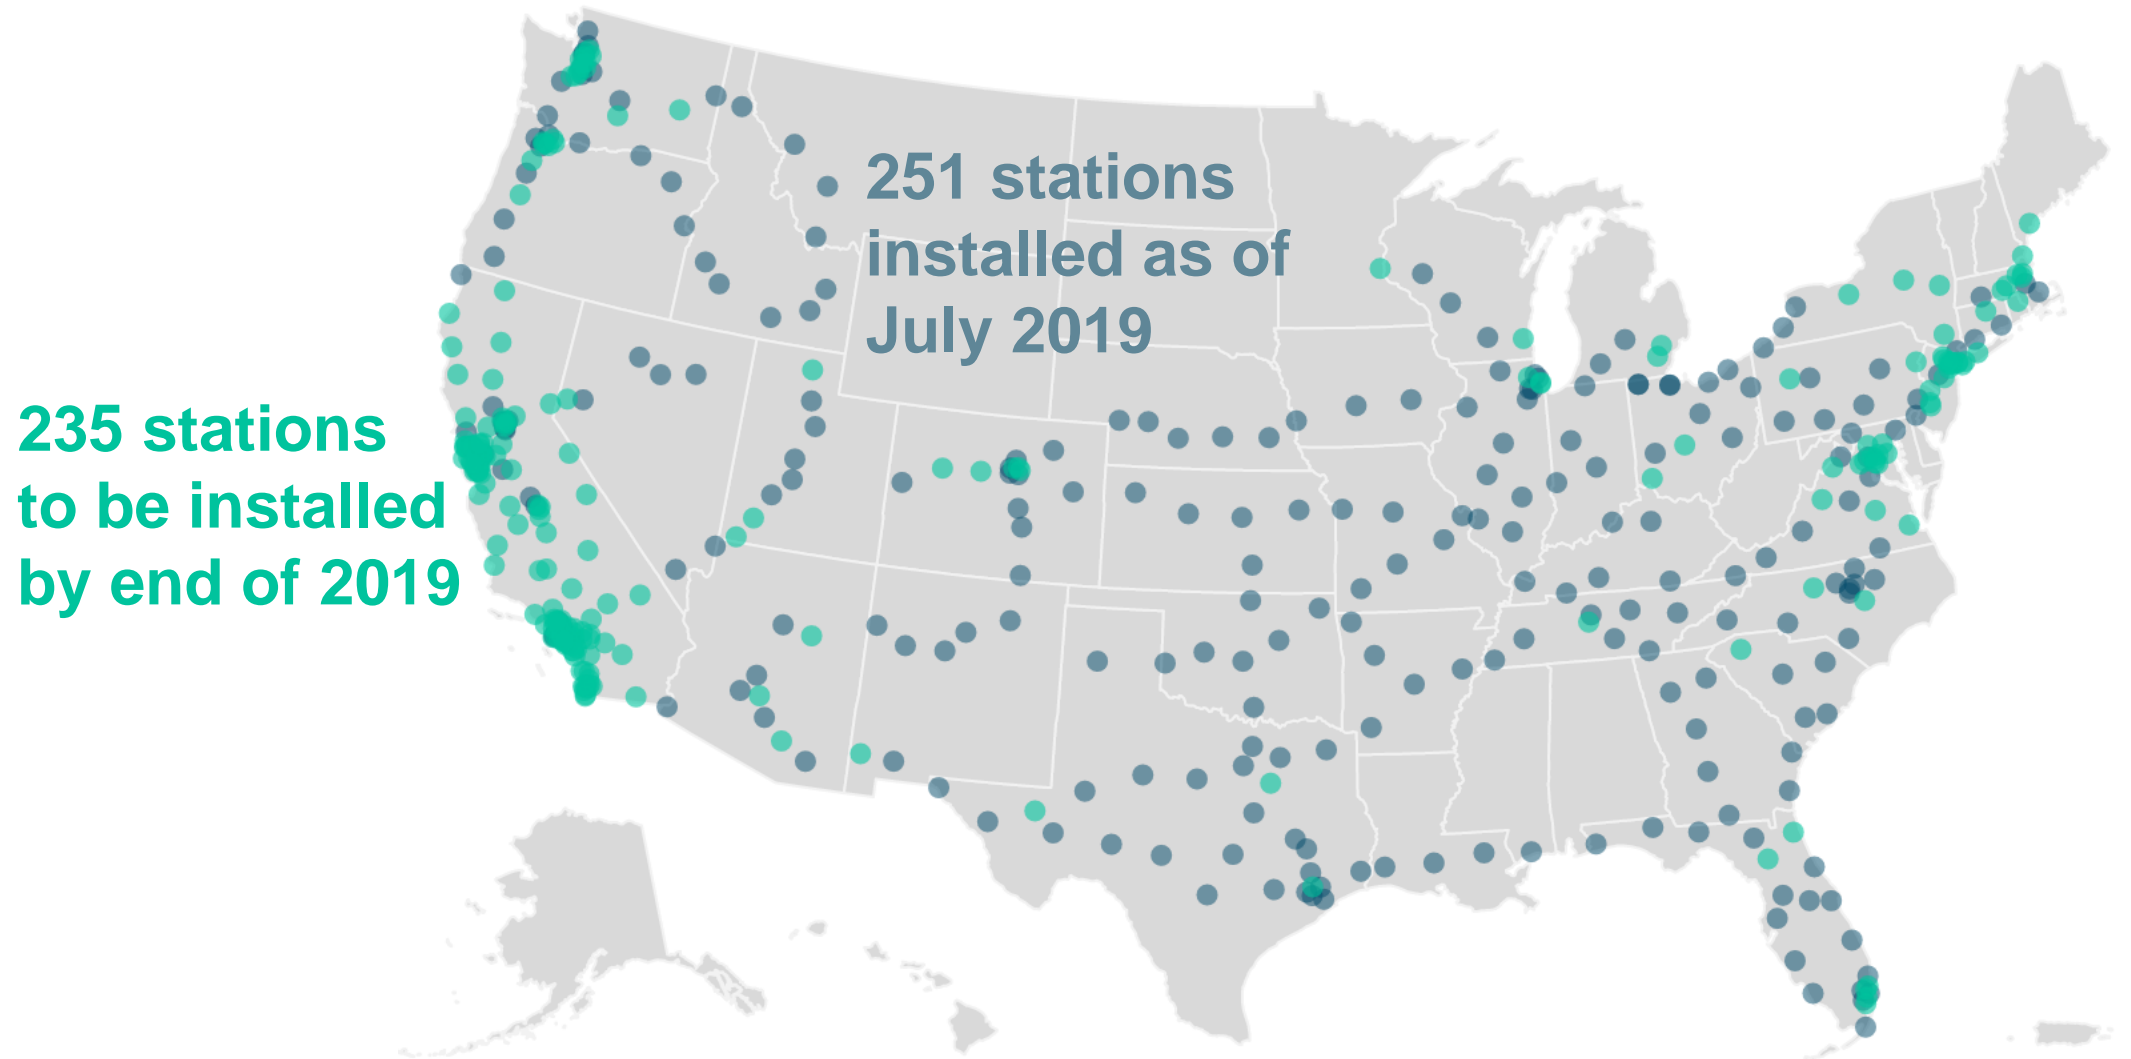 251 stations
installed as of
July 2019
235 stations
to be installed
by end of 2019